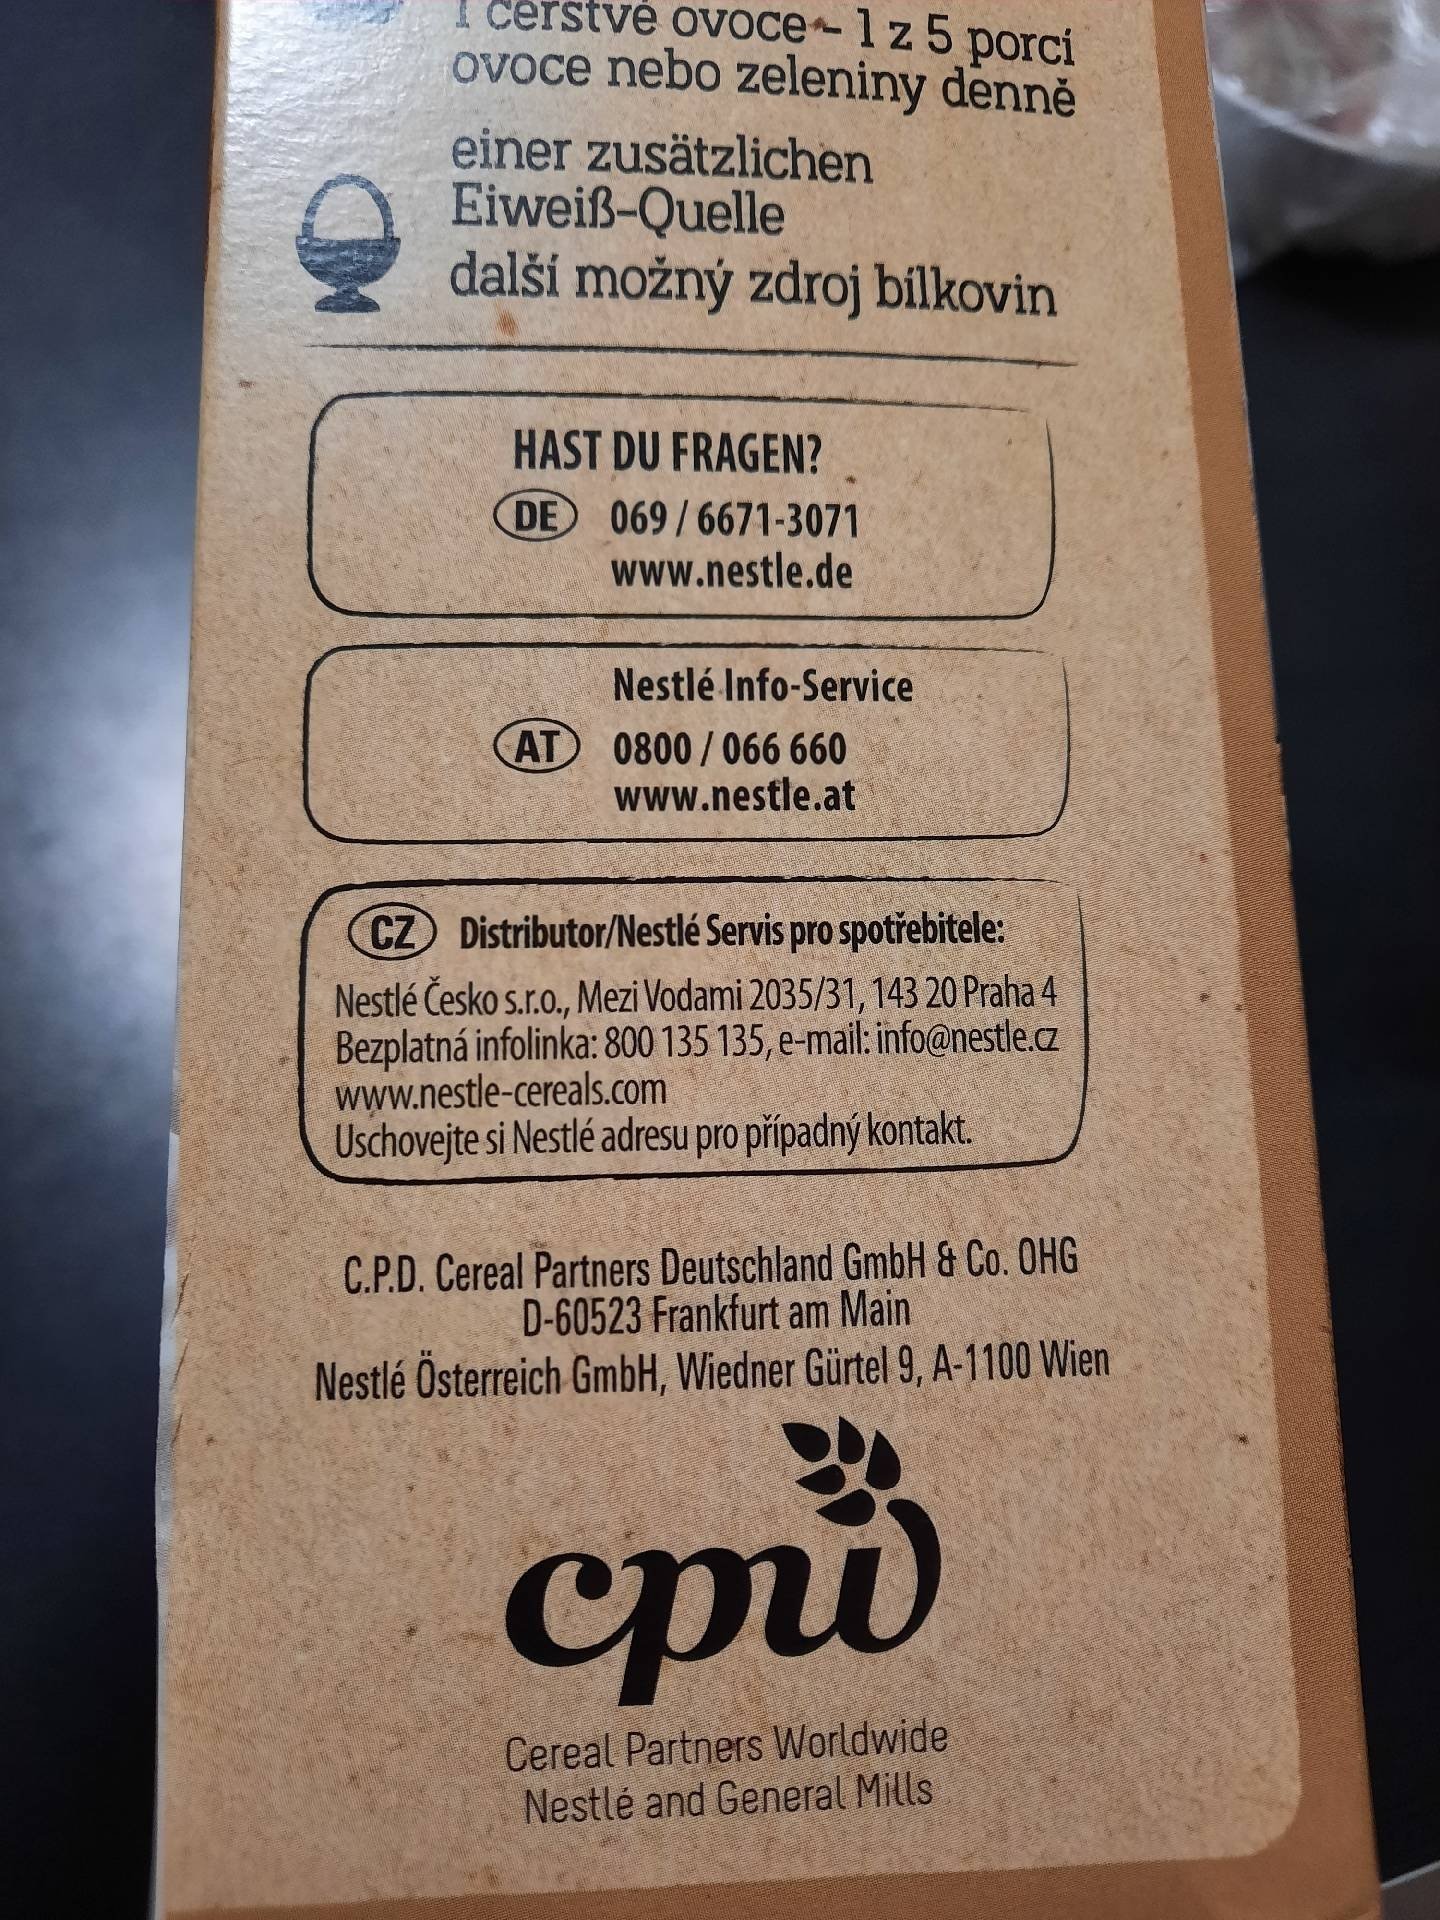 1 čerstvé ovoce - 1 z 5 porcí
ovoce nebo zeleniny denně
einer zusätzlichen
Eiweiß-Quelle
další možný zdroj bílkovin
HAST DU FRAGEN?
DE 069 / 6671-3071
www.nestle.de
Nestlé Info-Service
AT 0800 / 066 660
www.nestle.at
CZ Distributor/Nestlé Servis pro spotřebitele:
Nestlé Česko s.r.o., Mezi Vodami 2035/31, 143 20 Praha 4
Bezplatná infolinka: 800 135 135, e-mail: info@nestle.cz
www.nestle-cereals.com
Uschovejte si Nestlé adresu pro případný kontakt.
C.P.D. Cereal Partners Deutschland GmbH & Co. OHG
D-60523 Frankfurt am Main
Nestlé Österreich GmbH, Wiedner Gürtel 9, A-1100 Wien
cpw
Cereal Partners Worldwide
Nestlé and General Mills